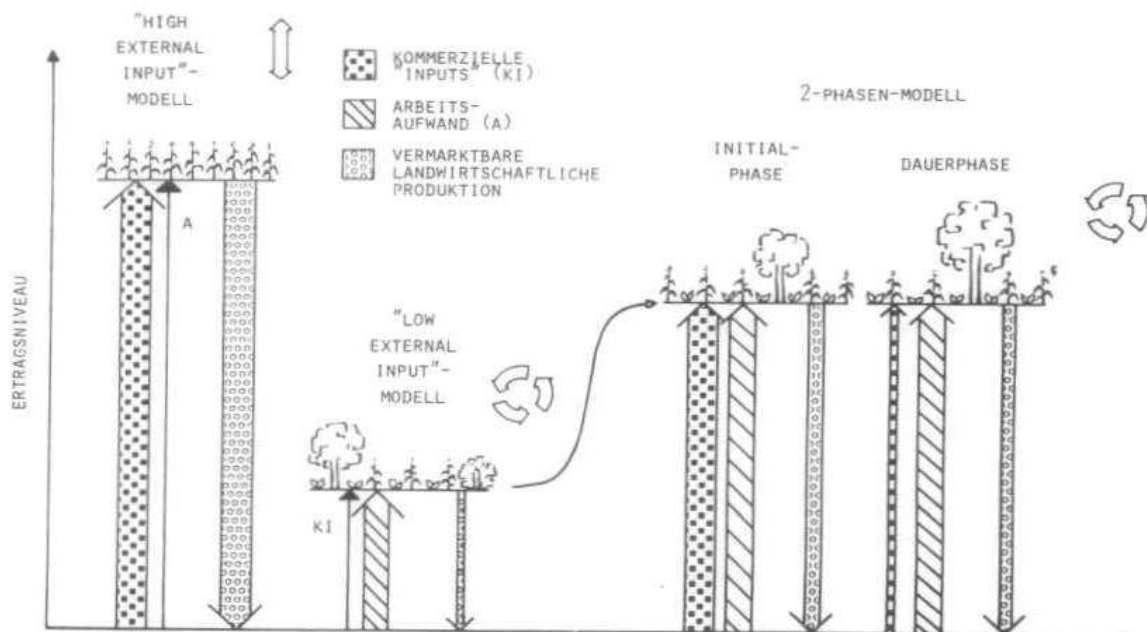 "HIGH
EXTERNAL
INPUT"-
MODELL
KOMMERZIELLE
"INPUTS" (KI)
ARBEITS-
AUFWAND (A)
VERMARKTBARE
LANDWIRTSCHAFTLICHE
PRODUKTION
2-PHASEN-MODELL
INITIAL-
PHASE
DAUERPHASE
A
ERTRAGSNIVEAU
"LOW
EXTERNAL
INPUT"-
MODELL
KI